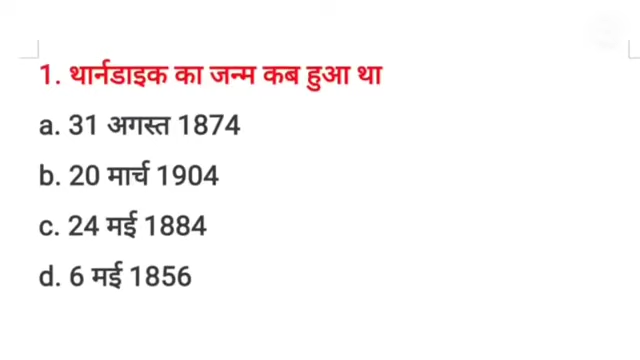 1. थार्नडाइक का जन्म कब हुआ था
a. 31 अगस्त 1874
b. 20 मार्च 1904
c. 24 मई 1884
d. 6 मई 1856